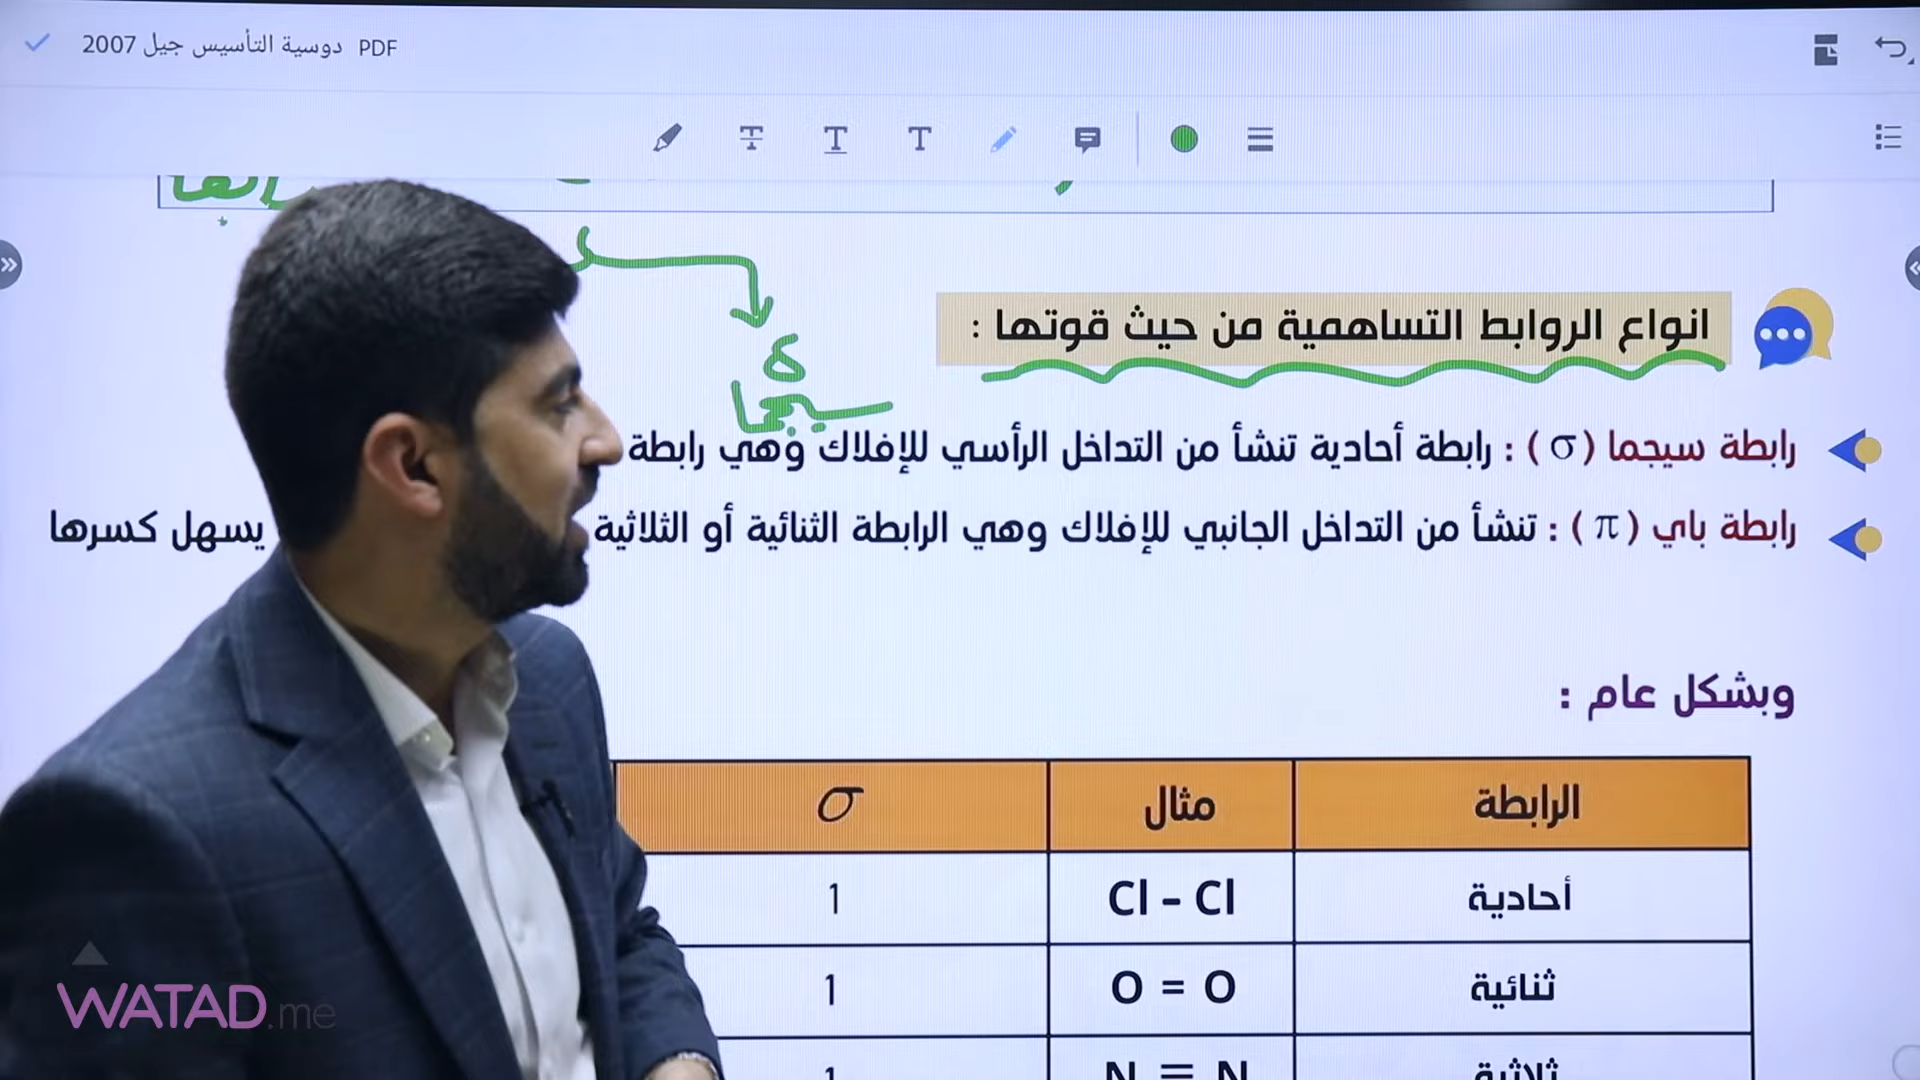 دوسية التأسيس جيل 2007 PDF
انواع الروابط التساهمية من حيث قوتها :
σ
سيجما
رابطة سيجما ( σ ) : رابطة أحادية تنشأ من التداخل الرأسي للإفلاك وهي رابطة
رابطة باي ( π ) : تنشأ من التداخل الجانبي للإفلاك وهي الرابطة الثنائية أو الثلاثية يسهل كسرها
وبشكل عام :
الرابطة مثال σ
أحادية Cl - Cl 1
ثنائية O = O 1
ثلاثية N ≡ N 1
WATAD.me